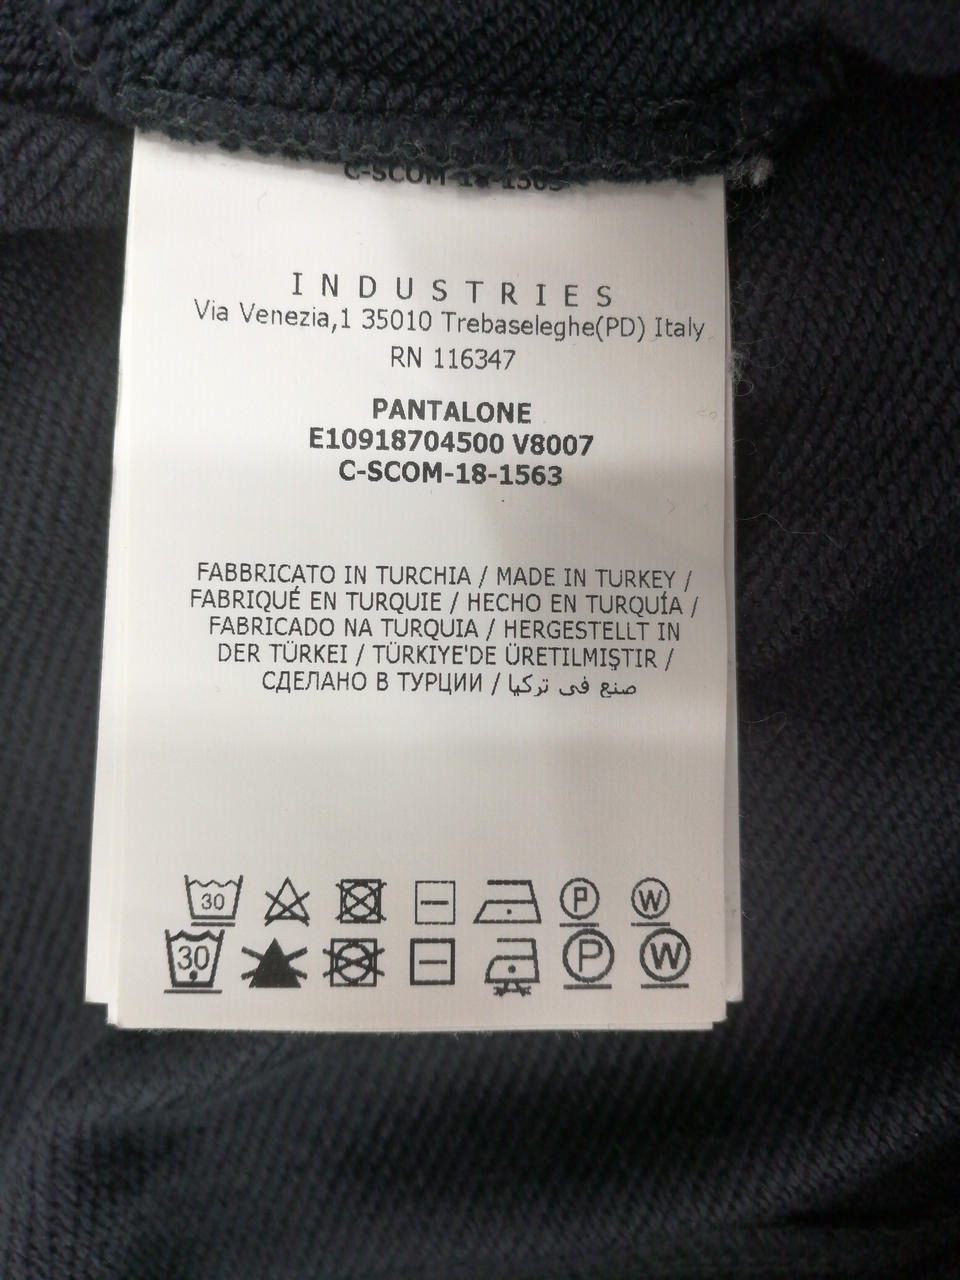 C-SCOM-18-1563
I N D U S T R I E S
Via Venezia,1 35010 Trebaseleghe(PD) Italy
RN 116347
PANTALONE
E10918704500 V8007
C-SCOM-18-1563
FABBRICATO IN TURCHIA / MADE IN TURKEY /
FABRIQUÉ EN TURQUIE / HECHO EN TURQUÍA /
FABRICADO NA TURQUIA / HERGESTELLT IN
DER TÜRKEI / TÜRKIYE'DE ÜRETILMIŞTIR /
СДЕЛАНО В ТУРЦИИ / صنع فى تركيا
30 P W
30 P W